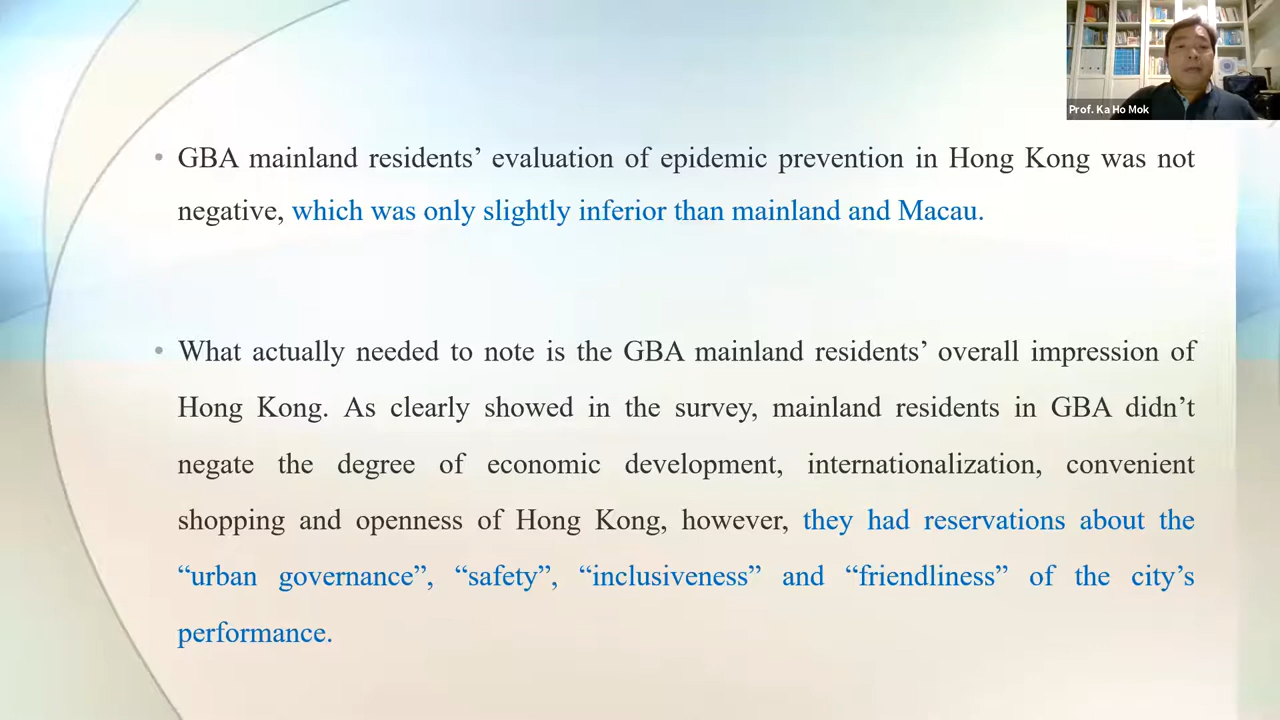 Prof. Ka Ho Mok
• GBA mainland residents’ evaluation of epidemic prevention in Hong Kong was not
negative, which was only slightly inferior than mainland and Macau.
• What actually needed to note is the GBA mainland residents’ overall impression of
Hong Kong. As clearly showed in the survey, mainland residents in GBA didn’t
negate the degree of economic development, internationalization, convenient
shopping and openness of Hong Kong, however, they had reservations about the
“urban governance”, “safety”, “inclusiveness” and “friendliness” of the city’s
performance.